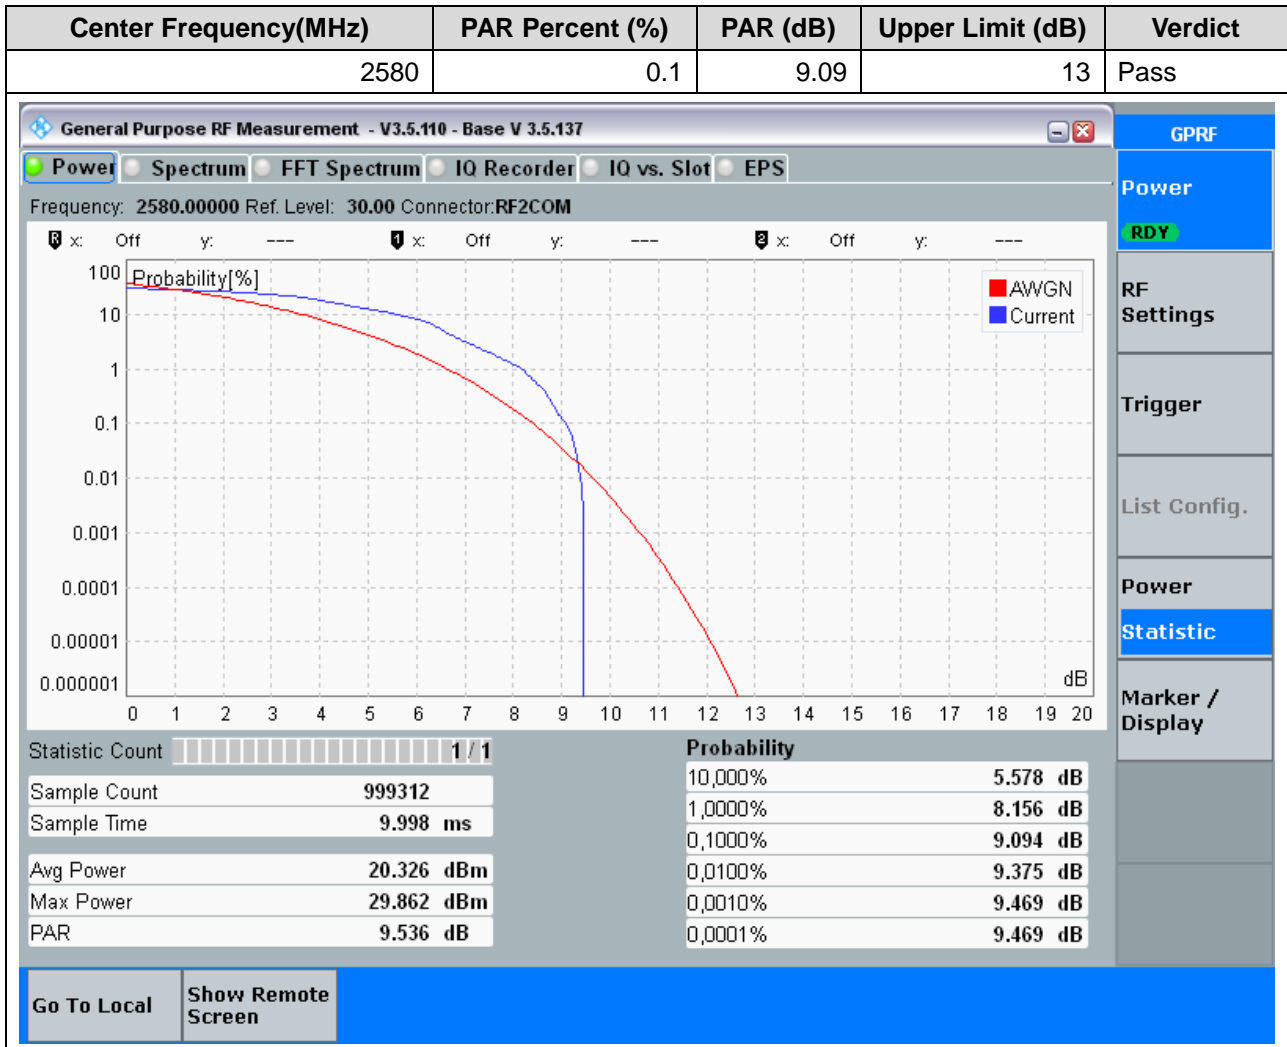 Center Frequency(MHz) PAR Percent (%) PAR (dB) Upper Limit (dB) Verdict
2580 0.1 9.09 13 Pass
General Purpose RF Measurement - V3.5.110 - Base V 3.5.137
GPRF
Power Spectrum FFT Spectrum IQ Recorder IQ vs. Slot EPS
Power
RDY
Frequency: 2580.00000 Ref. Level: 30.00 Connector:RF2COM
R x: Off y: --- 1 x: Off y: --- 2 x: Off y: ---
Probability[%]
AWGN
Current
100
10
1
0.1
0.01
0.001
0.0001
0.00001
0.000001
dB
0 1 2 3 4 5 6 7 8 9 10 11 12 13 14 15 16 17 18 19 20
RF
Settings
Trigger
List Config.
Power
Statistic
Marker /
Display
Statistic Count 1 / 1
Sample Count 999312
Sample Time 9.998 ms
Avg Power 20.326 dBm
Max Power 29.862 dBm
PAR 9.536 dB
Probability
10,000% 5.578 dB
1,0000% 8.156 dB
0,1000% 9.094 dB
0,0100% 9.375 dB
0,0010% 9.469 dB
0,0001% 9.469 dB
Go To Local
Show Remote
Screen